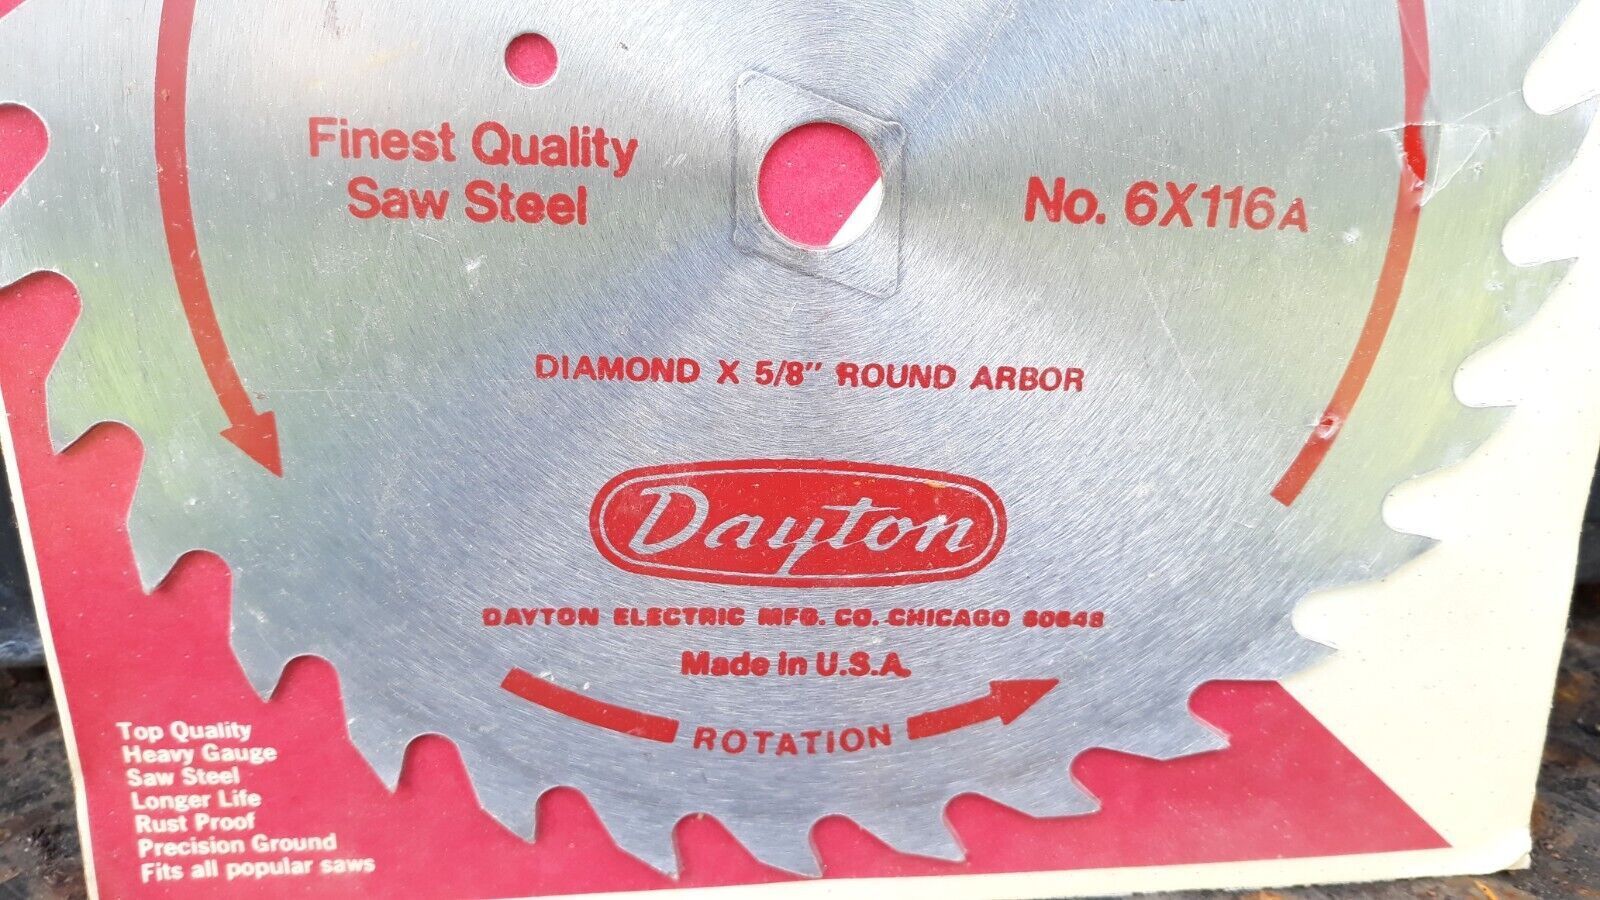 Finest Quality
Saw Steel
No. 6X116A
DIAMOND X 5/8" ROUND ARBOR
Dayton
DAYTON ELECTRIC MFG. CO. CHICAGO 60648
Made in U.S.A.
ROTATION
Top Quality
Heavy Gauge
Saw Steel
Longer Life
Rust Proof
Precision Ground
Fits all popular saws